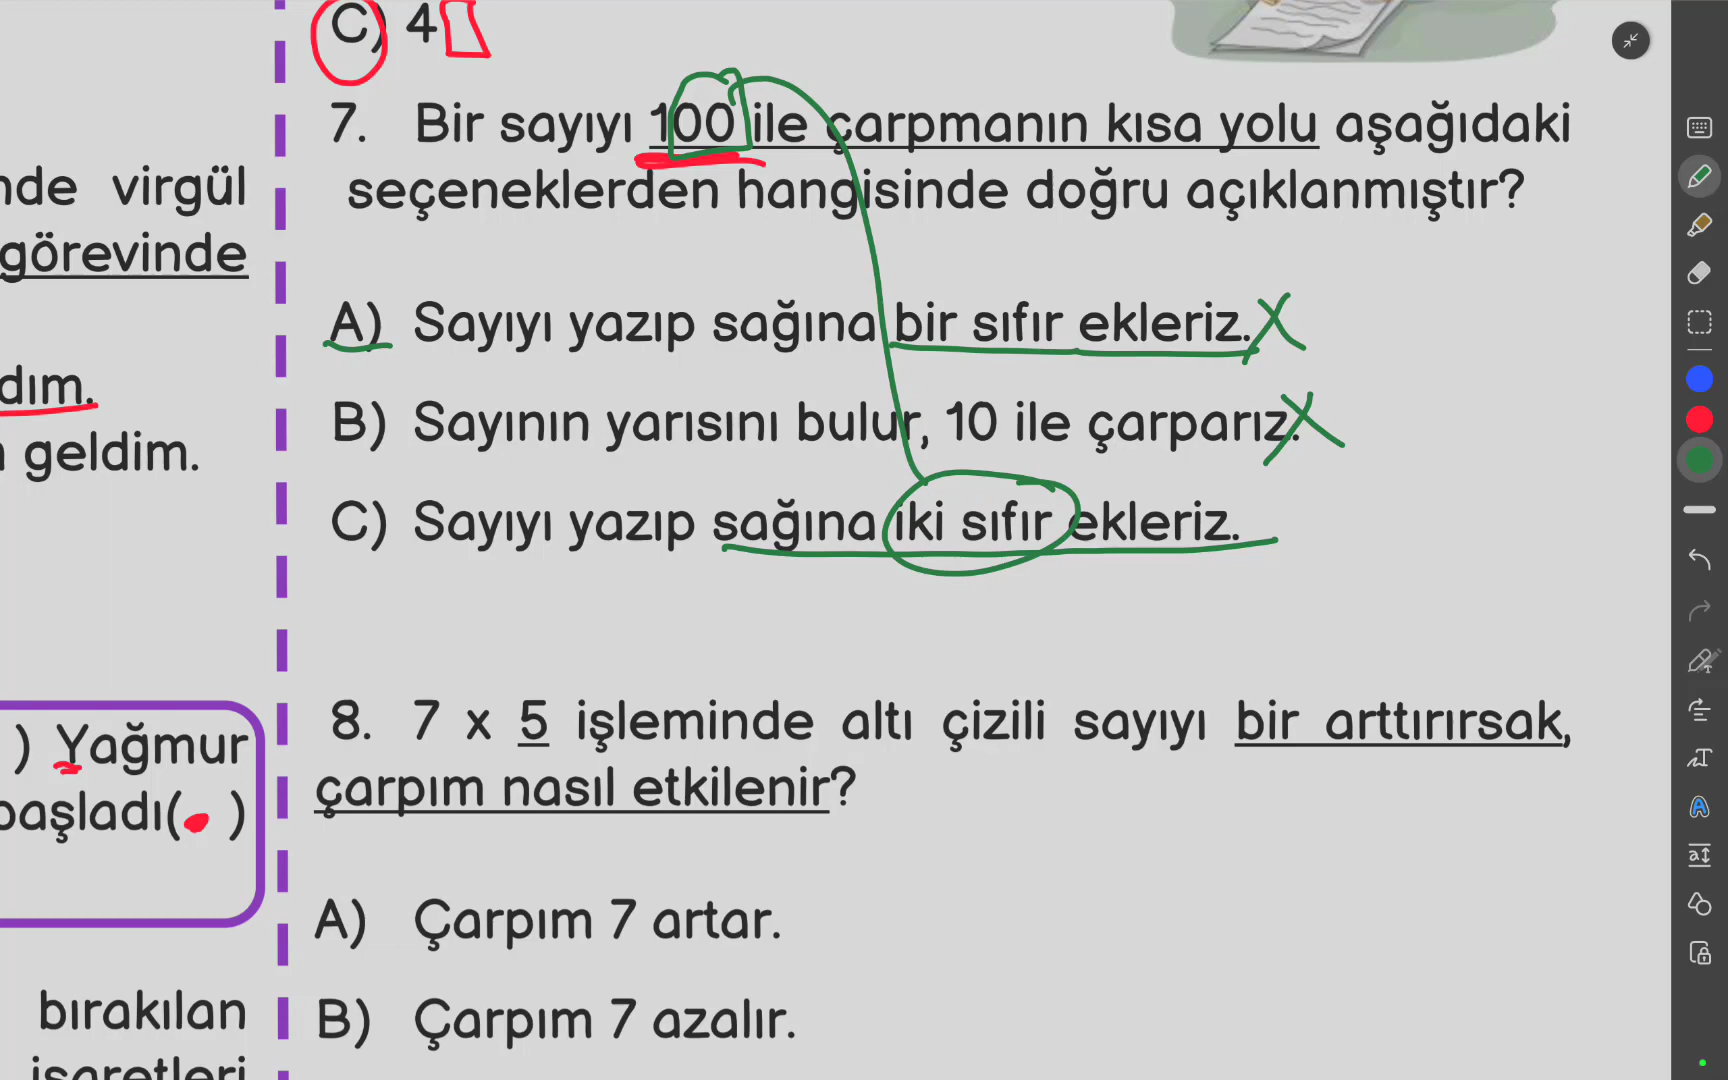 nde virgül
görevinde
dım.
geldim.
) Yağmur
başladı(. )
bırakılan
işaretleri
C) 4
7. Bir sayıyı 100 ile çarpmanın kısa yolu aşağıdaki
seçeneklerden hangisinde doğru açıklanmıştır?
A) Sayıyı yazıp sağına bir sıfır ekleriz.
B) Sayının yarısını bulur, 10 ile çarparız.
C) Sayıyı yazıp sağına iki sıfır ekleriz.
8. 7 x 5 işleminde altı çizili sayıyı bir arttırırsak,
çarpım nasıl etkilenir?
A) Çarpım 7 artar.
B) Çarpım 7 azalır.